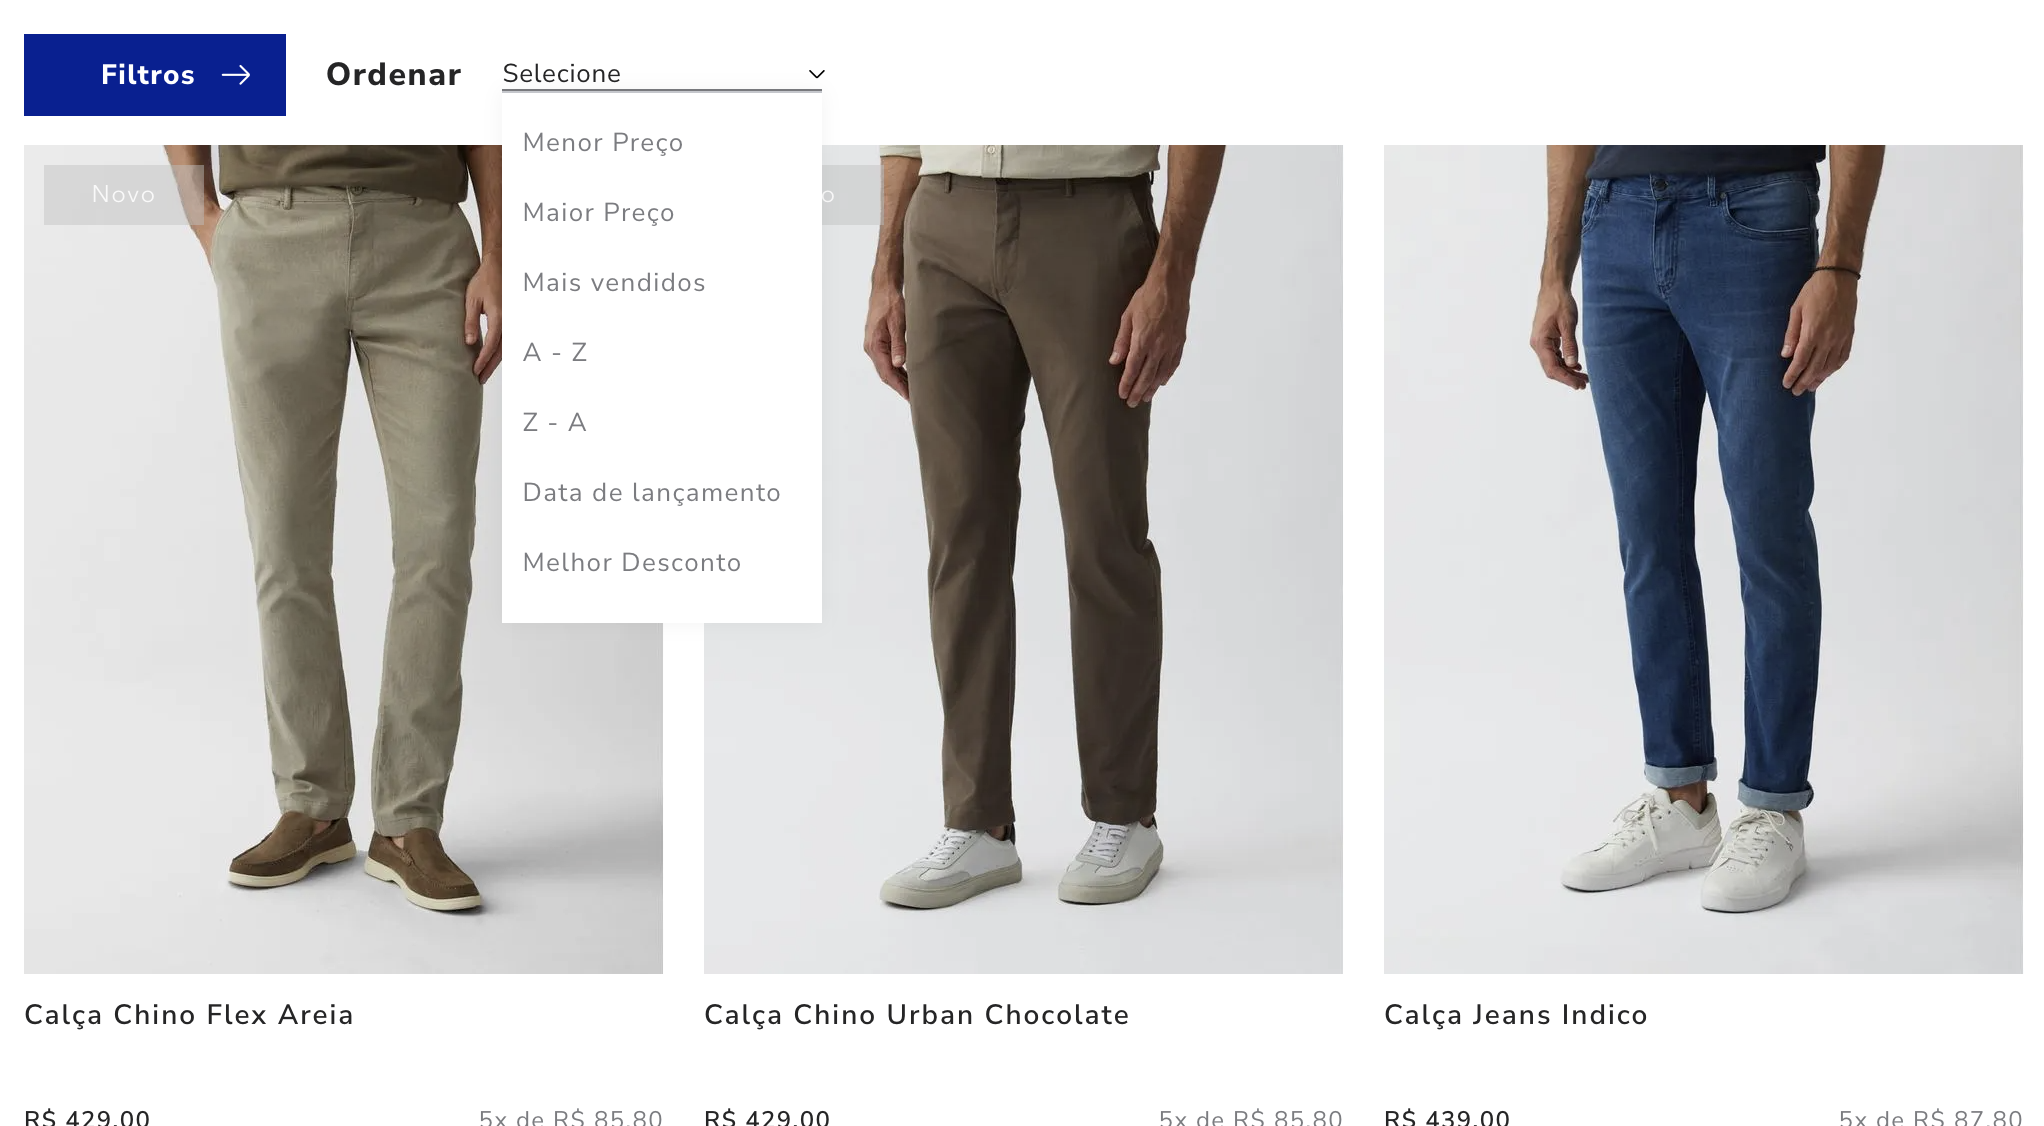 Filtros
Ordenar
Selecione
Menor Preço
Maior Preço
Mais vendidos
A - Z
Z - A
Data de lançamento
Melhor Desconto
Novo
o
Calça Chino Flex Areia
Calça Chino Urban Chocolate
Calça Jeans Indico
R$ 429,00
5x de R$ 85,80
R$ 429,00
5x de R$ 85,80
R$ 439,00
5x de R$ 87,80